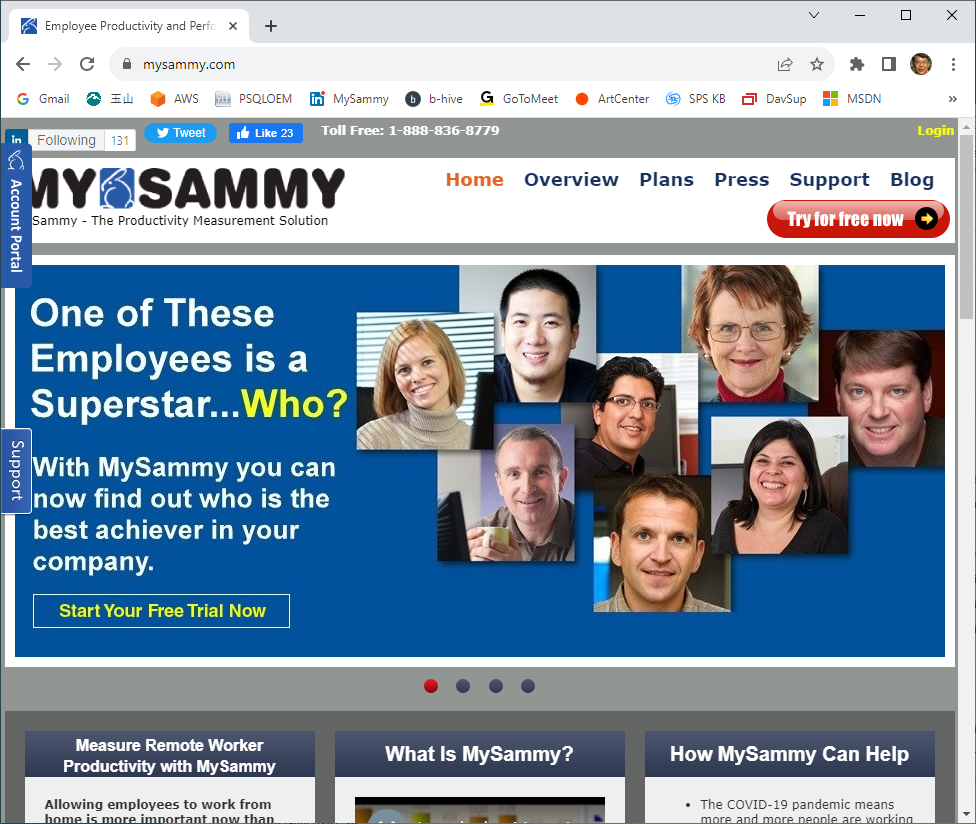 Employee Productivity and Perfo
mysammy.com
Gmail
玉山
AWS
PSQLOEM
MySammy
b-hive
GoToMeet
ArtCenter
SPS KB
DavSup
MSDN
in Following 131
Tweet
Like 23
Toll Free: 1-888-836-8779
Login
Account Portal
MYSAMMY
Sammy - The Productivity Measurement Solution
Home Overview Plans Press Support Blog
Try for free now
One of These
Employees is a
Superstar...Who?
Support
With MySammy you can
now find out who is the
best achiever in your
company.
Start Your Free Trial Now
Measure Remote Worker
Productivity with MySammy
Allowing employees to work from
home is more important now than
What Is MySammy?
How MySammy Can Help
• The COVID-19 pandemic means
more and more people are working